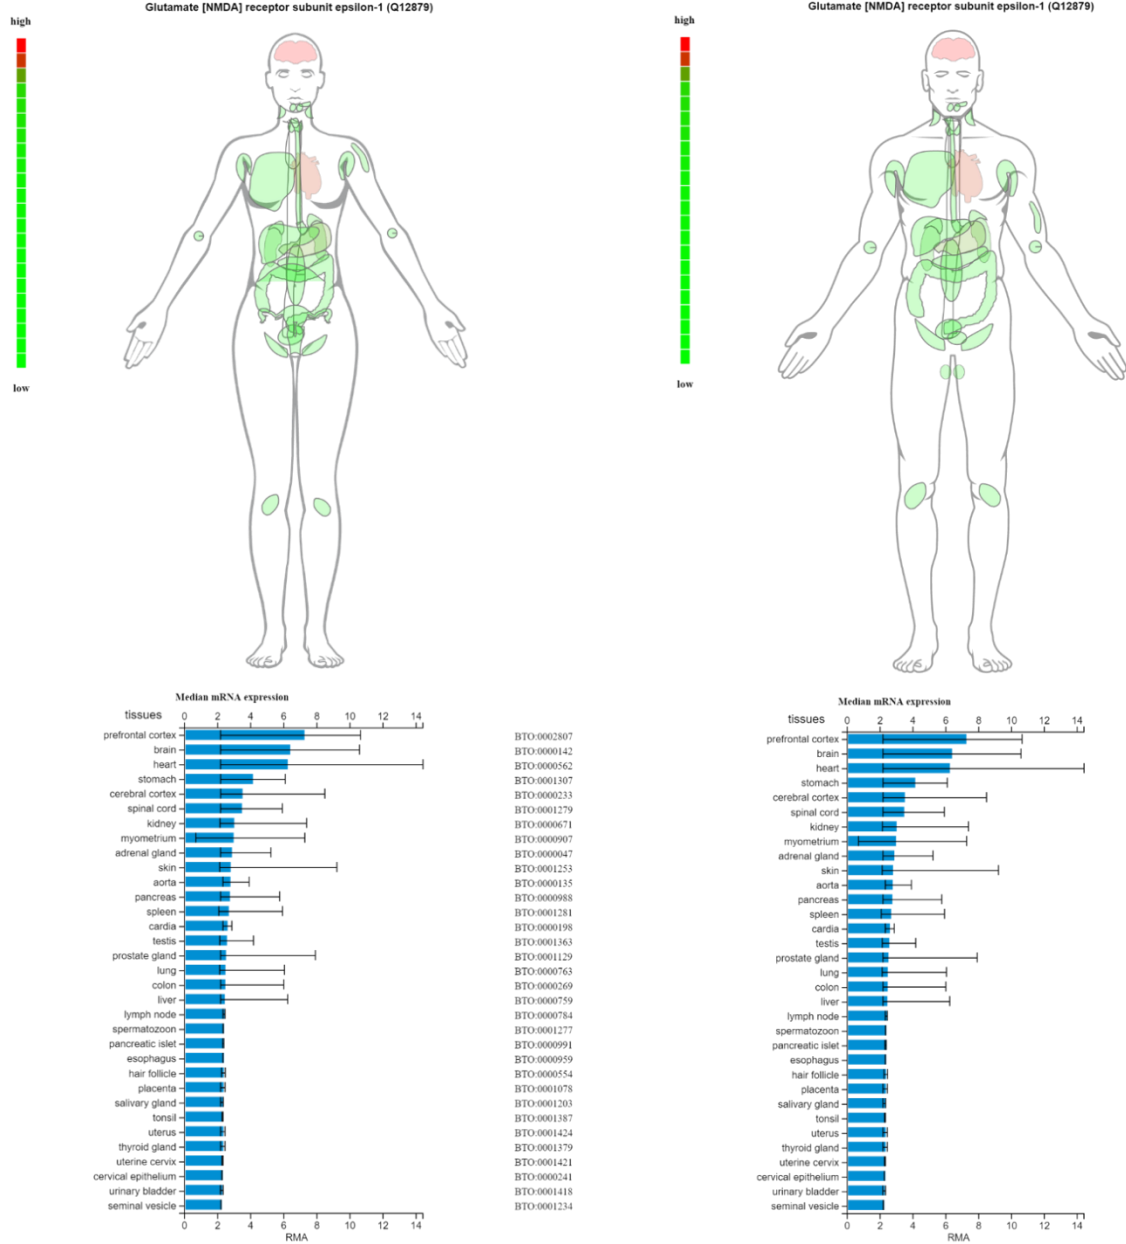 Glutamate [NMDA] receptor subunit epsilon-1 (Q12879)
high
low
Median mRNA expression
tissues
0 2 4 6 8 10 12 14
prefrontal cortex BTO:0002807
brain BTO:0000142
heart BTO:0000562
stomach BTO:0001307
cerebral cortex BTO:0000233
spinal cord BTO:0001279
kidney BTO:0000671
myometrium BTO:0000907
adrenal gland BTO:0000047
skin BTO:0001253
aorta BTO:0000135
pancreas BTO:0000988
spleen BTO:0001281
cardia BTO:0000198
testis BTO:0001363
prostate gland BTO:0001129
lung BTO:0000763
colon BTO:0000269
liver BTO:0000759
lymph node BTO:0000784
spermatozoon BTO:0001277
pancreatic islet BTO:0000991
esophagus BTO:0000959
hair follicle BTO:0000554
placenta BTO:0001078
salivary gland BTO:0001203
tonsil BTO:0001387
uterus BTO:0001424
thyroid gland BTO:0001379
uterine cervix BTO:0001421
cervical epithelium BTO:0000241
urinary bladder BTO:0001418
seminal vesicle BTO:0001234
0 2 4 6 8 10 12 14
RMA
Glutamate [NMDA] receptor subunit epsilon-1 (Q12879)
high
low
Median mRNA expression
tissues
0 2 4 6 8 10 12 14
prefrontal cortex
brain
heart
stomach
cerebral cortex
spinal cord
kidney
myometrium
adrenal gland
skin
aorta
pancreas
spleen
cardia
testis
prostate gland
lung
colon
liver
lymph node
spermatozoon
pancreatic islet
esophagus
hair follicle
placenta
salivary gland
tonsil
uterus
thyroid gland
uterine cervix
cervical epithelium
urinary bladder
seminal vesicle
0 2 4 6 8 10 12 14
RMA